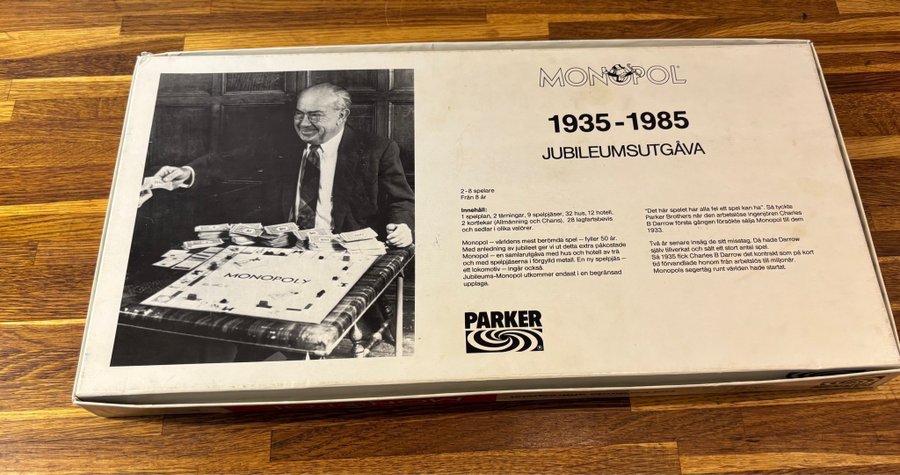 MONOPOL
1935-1985
JUBILEUMSUTGÅVA
2-8 spelare
Från 8 år
Innehåll:
1 spelplan, 2 tärningar, 9 spelpjäser, 32 hus, 12 hotell,
2 kortlekar (Allmänning och Chans), 28 lagfartsbevis
och sedlar i olika valörer.
Monopol – världens mest berömda spel – fyller 50 år.
Med anledning av jubileet ger vi ut detta extra påkostade
Monopol – en samlarutgåva med hus och hotell av trä
och med spelpjäserna i förgylld metall. En ny spelpjäs –
ett lokomotiv – ingår också.
Jubileums-Monopol utkommer endast i en begränsad
upplaga.
"Det här spelet har alla fel ett spel kan ha". Så tyckte
Parker Brothers när den arbetslöse ingenjören Charles
B Darrow första gången försökte sälja Monopol till dem
1933.
Två år senare insåg de sitt misstag. Då hade Darrow
själv tillverkat och sålt ett stort antal spel.
Så 1935 fick Charles B Darrow det kontrakt som på kort
tid förvandlade honom från arbetslös till miljonär.
Monopols segertåg runt världen hade startat.
MONOPOLY
PARKER